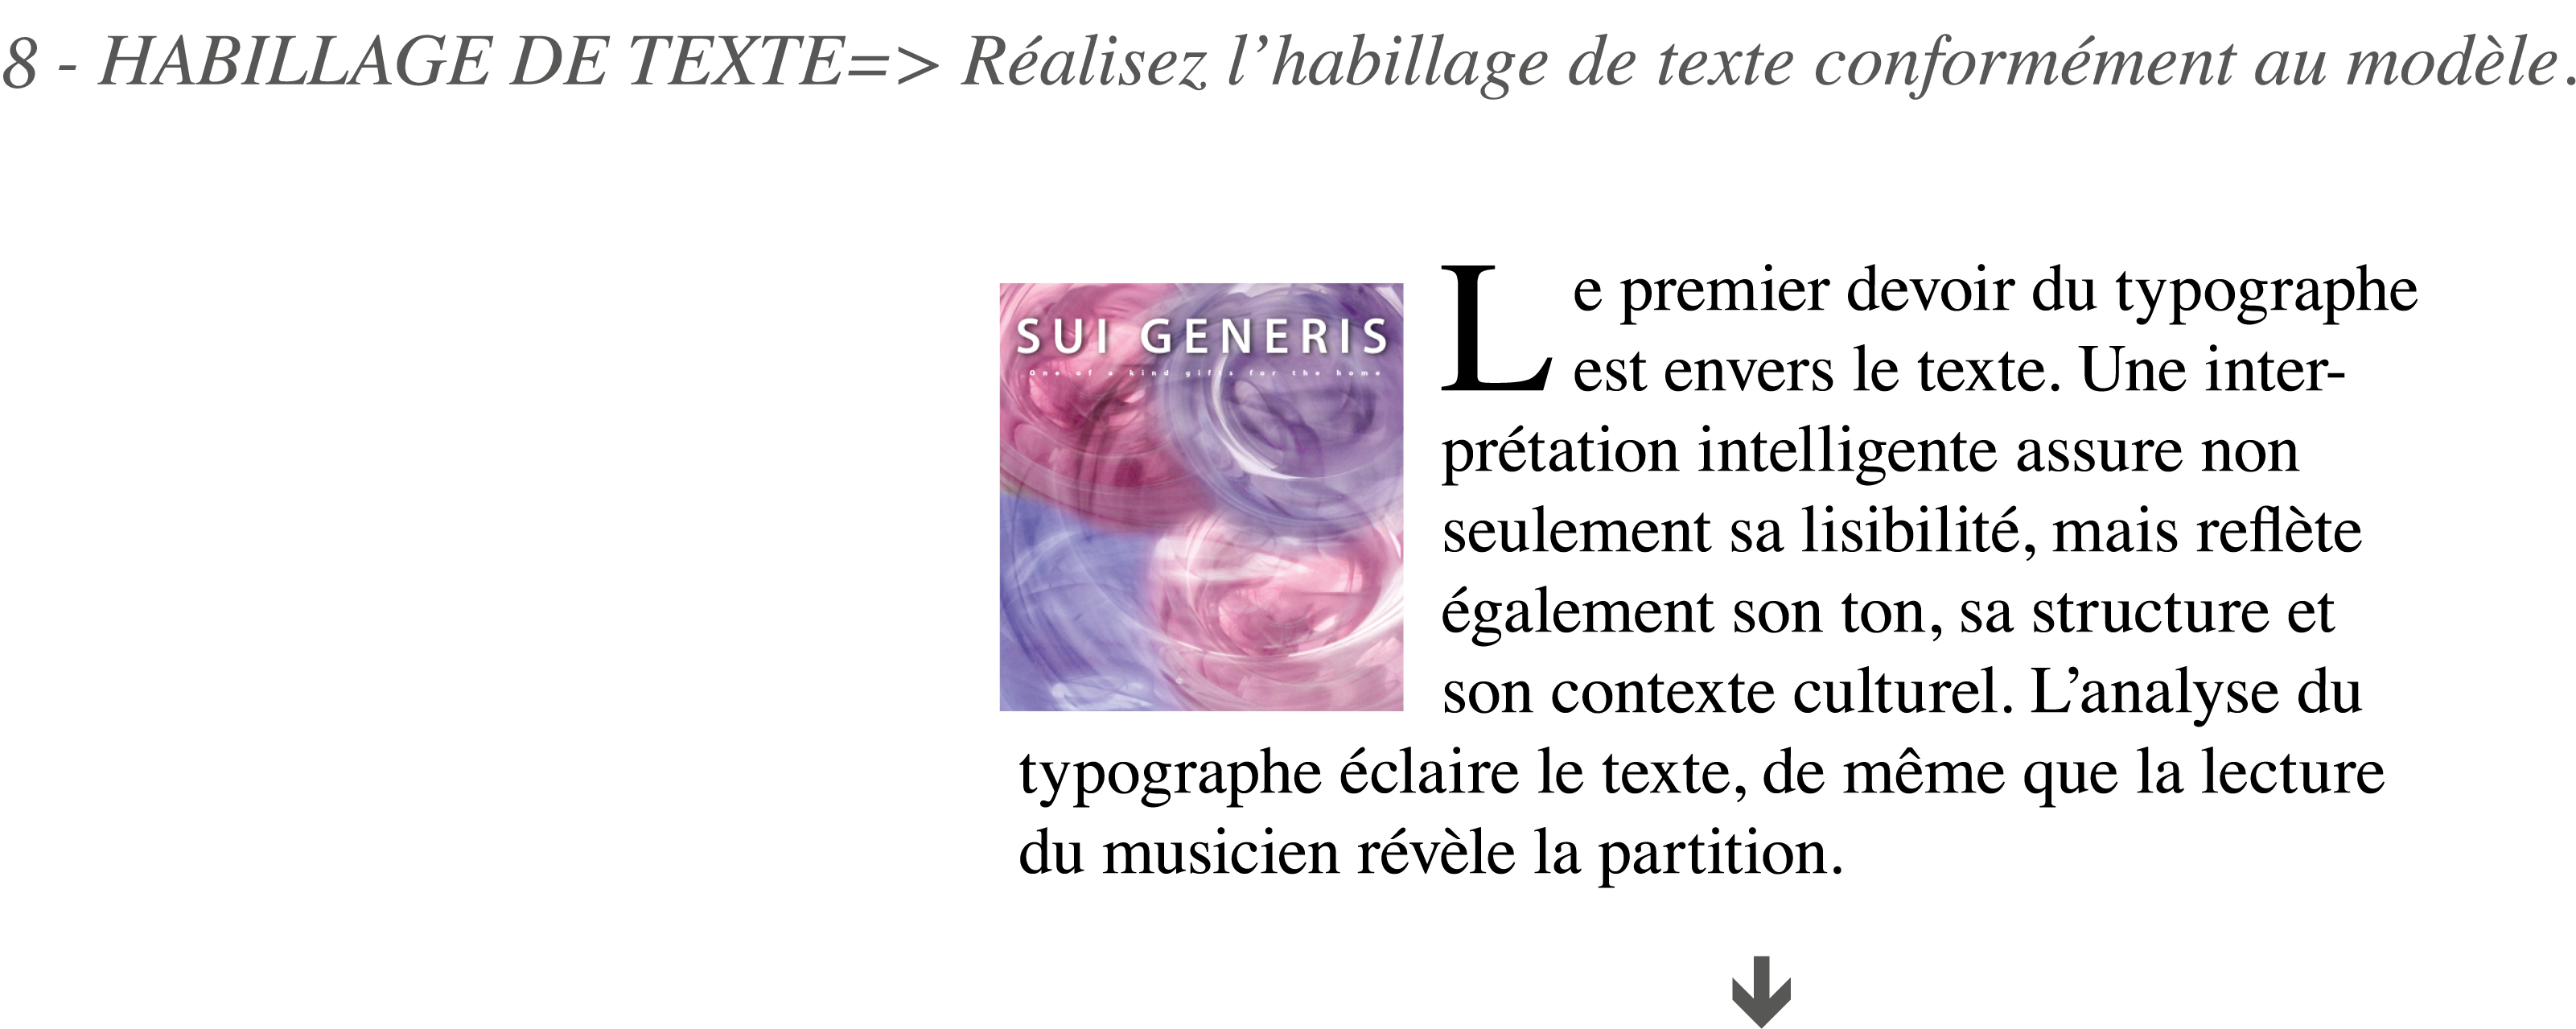 8 - HABILLAGE DE TEXTE=> Réalisez l’habillage de texte conformément au modèle.
SUI GENERIS
One of a kind gifts for the home
Le premier devoir du typographe
est envers le texte. Une inter-
prétation intelligente assure non
seulement sa lisibilité, mais reflète
également son ton, sa structure et
son contexte culturel. L’analyse du
typographe éclaire le texte, de même que la lecture
du musicien révèle la partition.